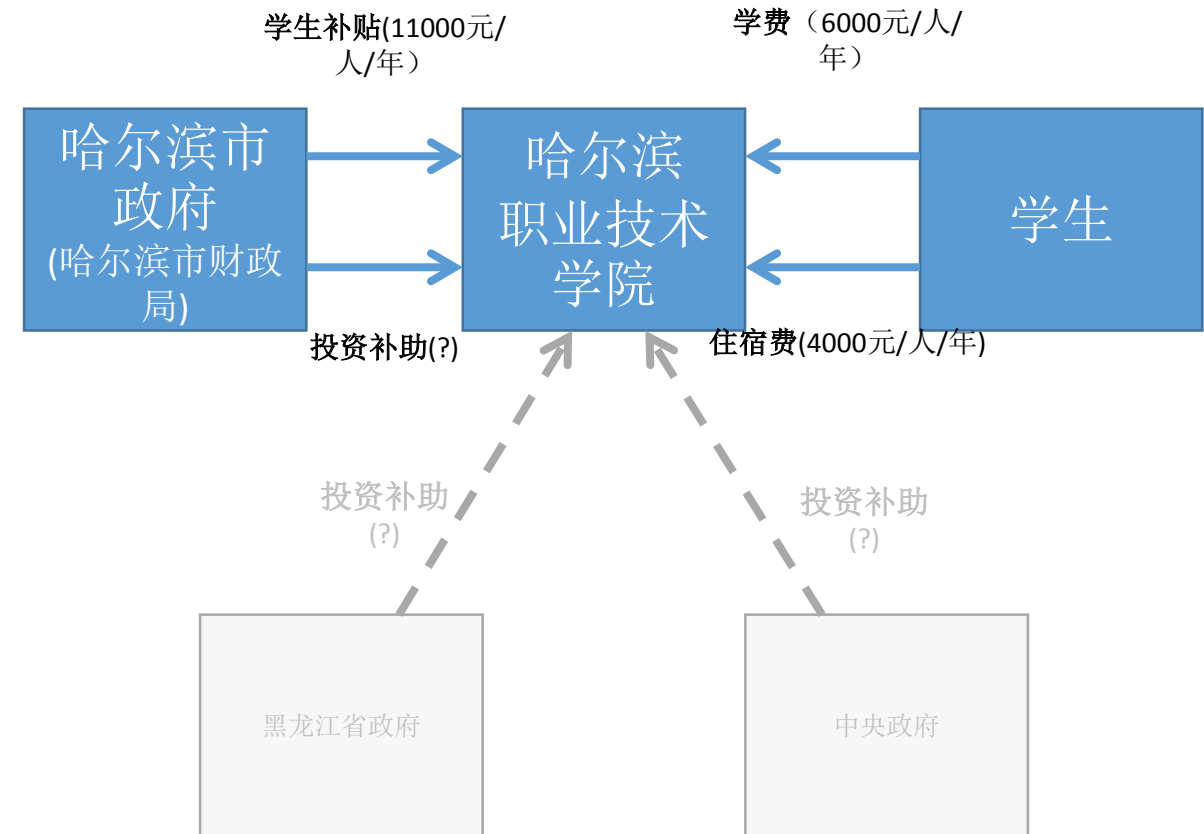 学生补贴(11000元/
人/年）
学费（6000元/人/
年）
哈尔滨市
政府
(哈尔滨市财政
局)
哈尔滨
职业技术
学院
学生
投资补助(?)
住宿费(4000元/人/年)
投资补助
(?)
投资补助
(?)
黑龙江省政府
中央政府